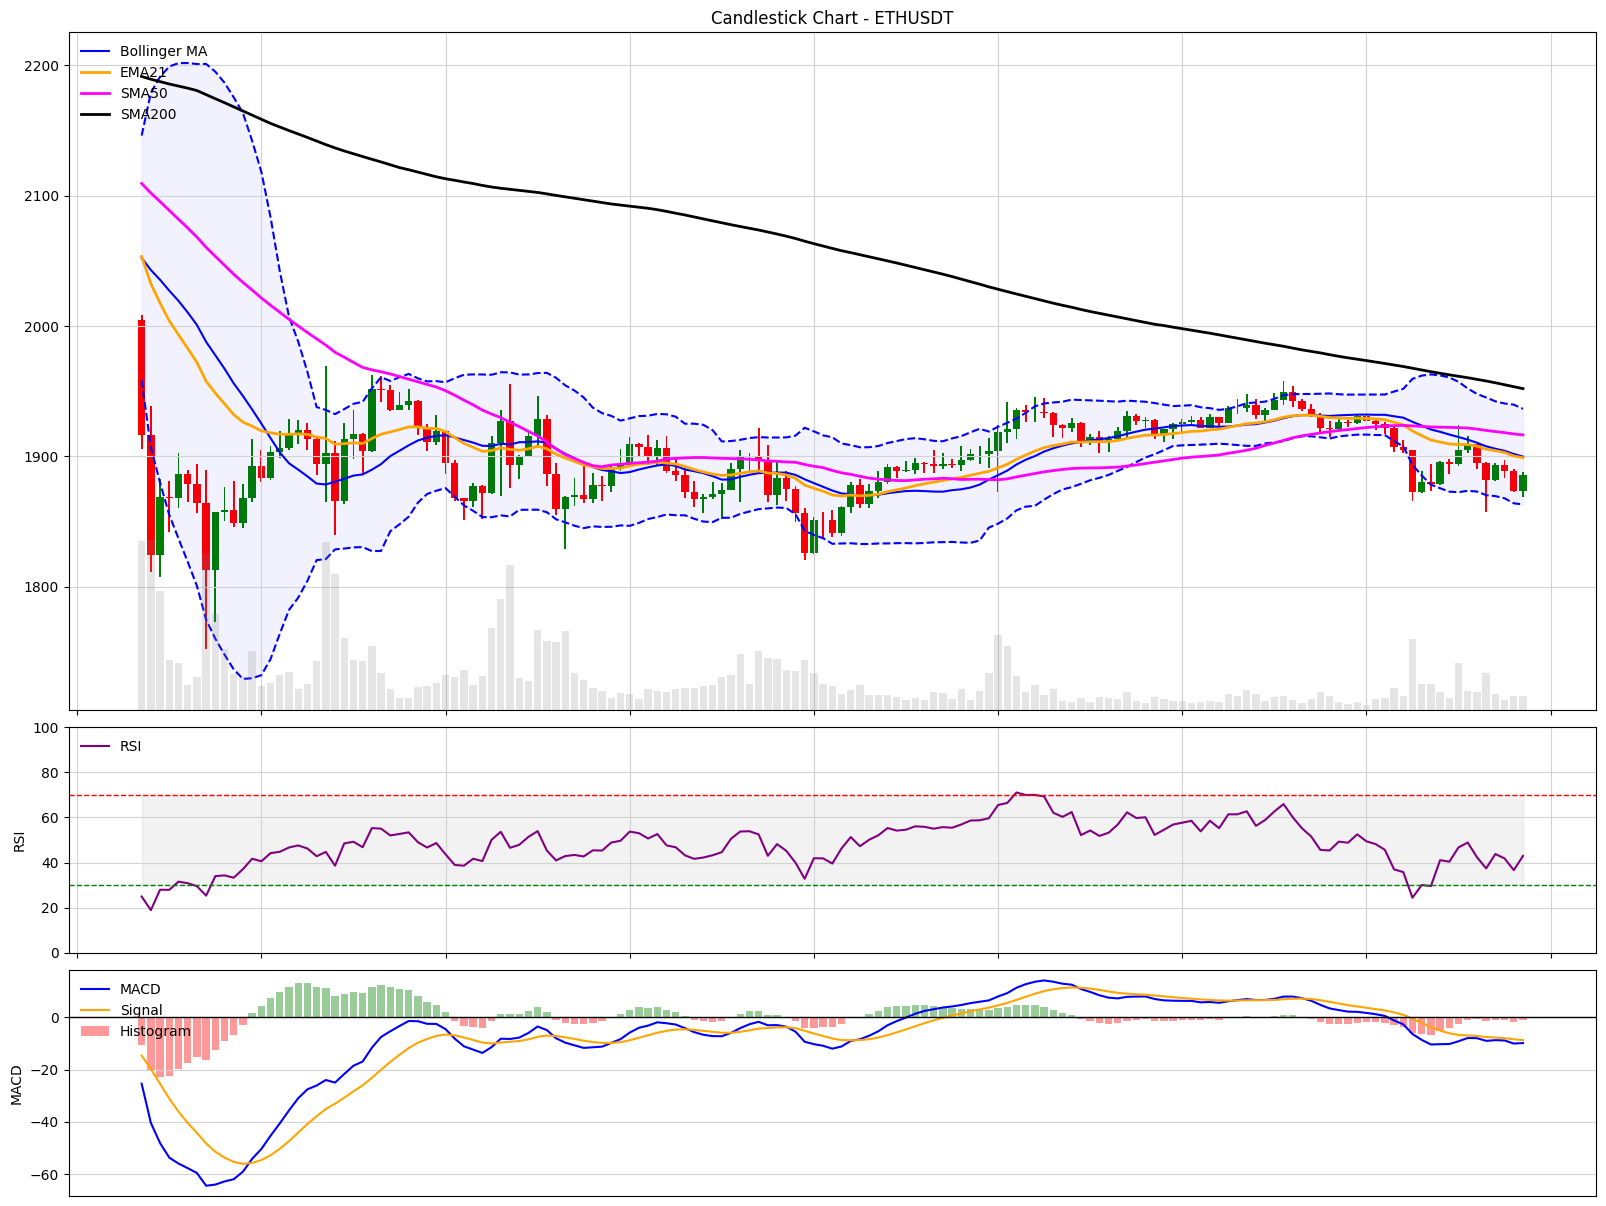 Candlestick Chart - ETHUSDT
Bollinger MA
EMA21
SMA50
SMA200
2200
2100
2000
1900
1800
RSI
100
80
60
40
20
0
RSI
MACD
Signal
Histogram
0
−20
−40
−60
MACD